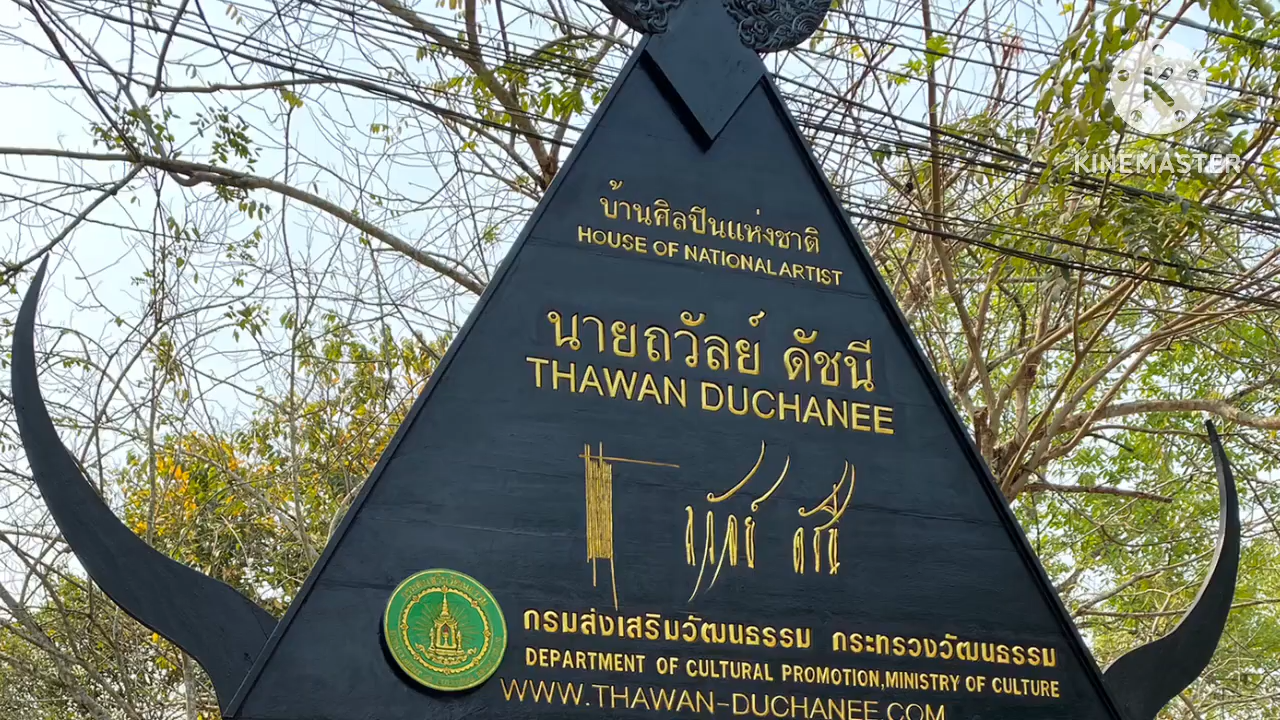 KINEMASTER
บ้านศิลปินแห่งชาติ
HOUSE OF NATIONAL ARTIST
นายถวัลย์ ดัชนี
THAWAN DUCHANEE
กรมส่งเสริมวัฒนธรรม กระทรวงวัฒนธรรม
DEPARTMENT OF CULTURAL PROMOTION,MINISTRY OF CULTURE
WWW.THAWAN-DUCHANEE.COM